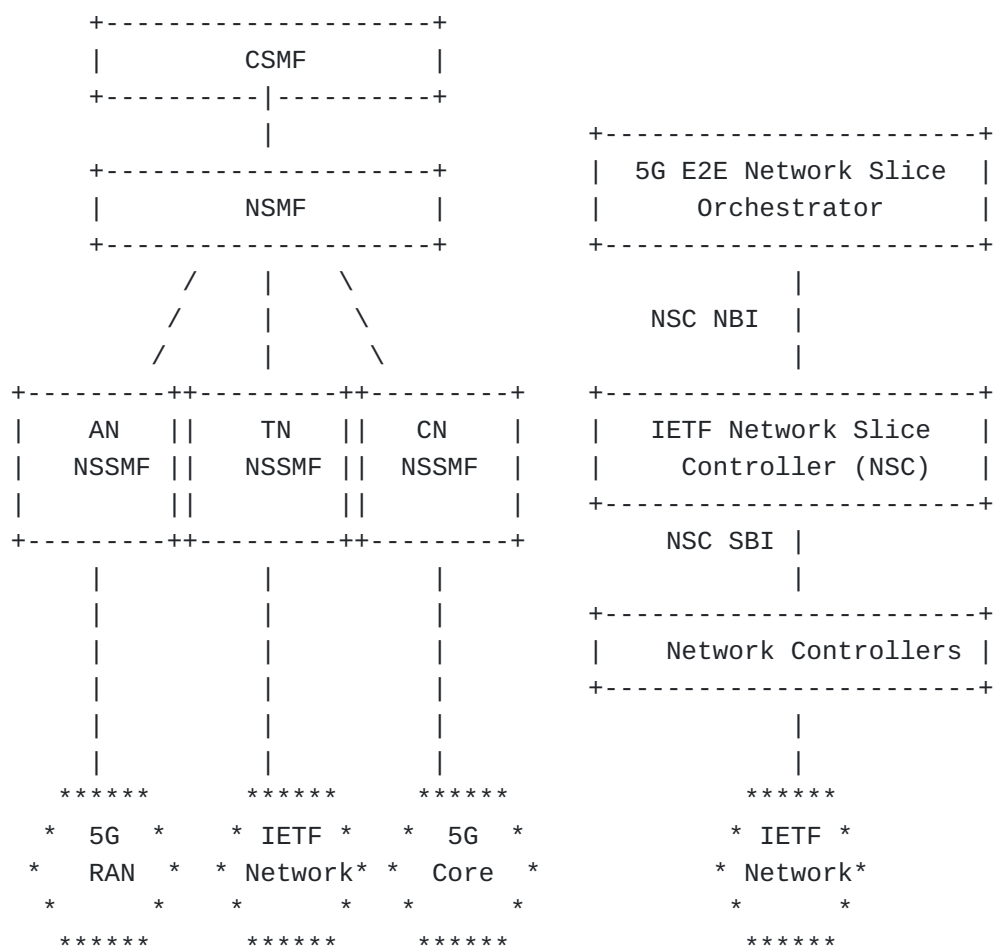 CSMF
NSMF
5G E2E Network Slice
Orchestrator
NSC NBI
AN TN CN
NSSMF NSSMF NSSMF
IETF Network Slice
Controller (NSC)
NSC SBI
Network Controllers
5G IETF 5G IETF
RAN Network Core Network